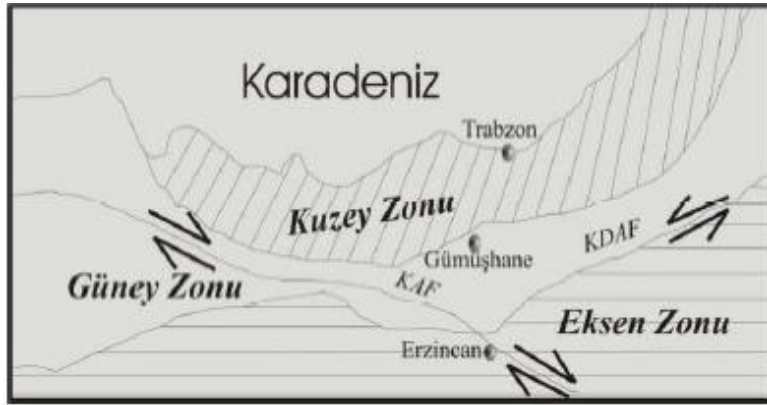 Karadeniz
Trabzon
Kuzey Zonu
Gümüşhane
KDAF
KAF
Güney Zonu
Eksen Zonu
Erzincan